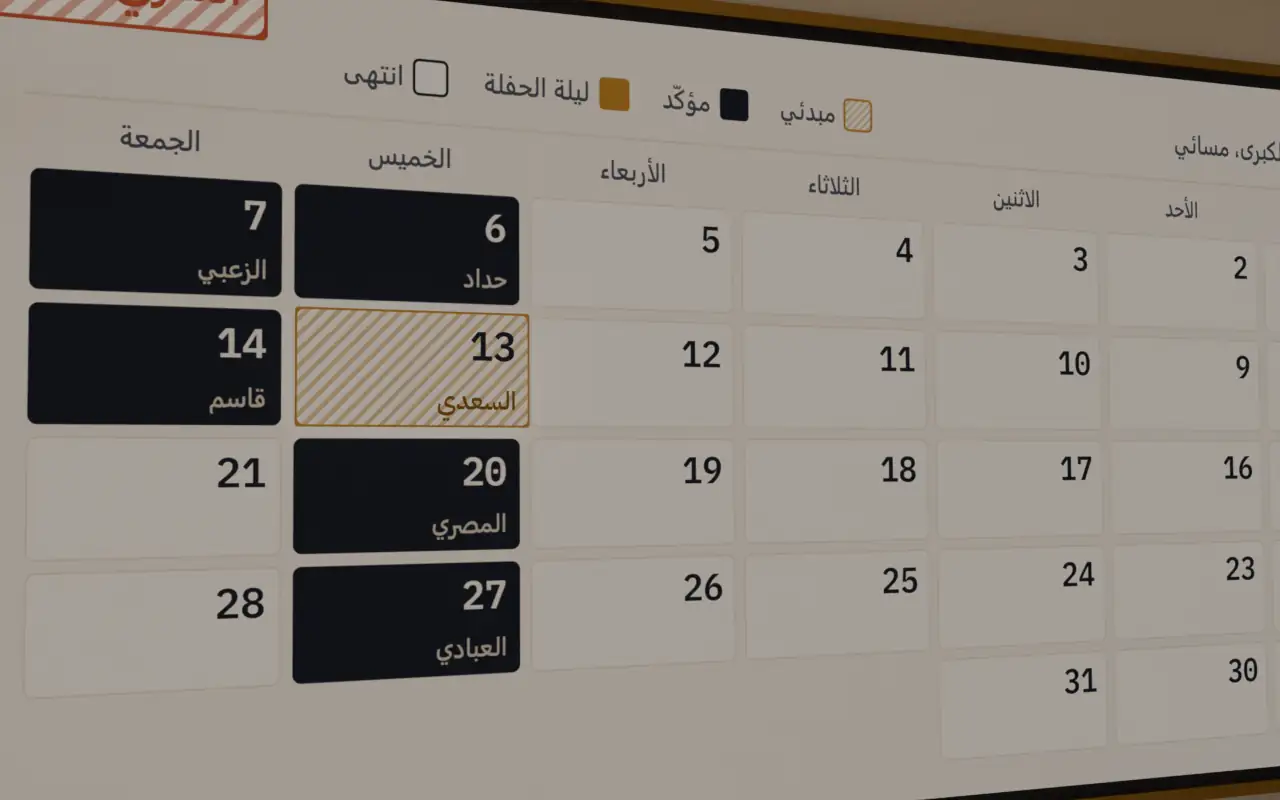 مبدئي مؤكّد ليلة الحفلة انتهى
مسائي
الأحد الاثنين الثلاثاء الأربعاء الخميس الجمعة
2 3 4 5 6 7
حداد الزعبي
9 10 11 12 13 14
السعدي قاسم
16 17 18 19 20 21
المصري
23 24 25 26 27 28
العبادي
30 31